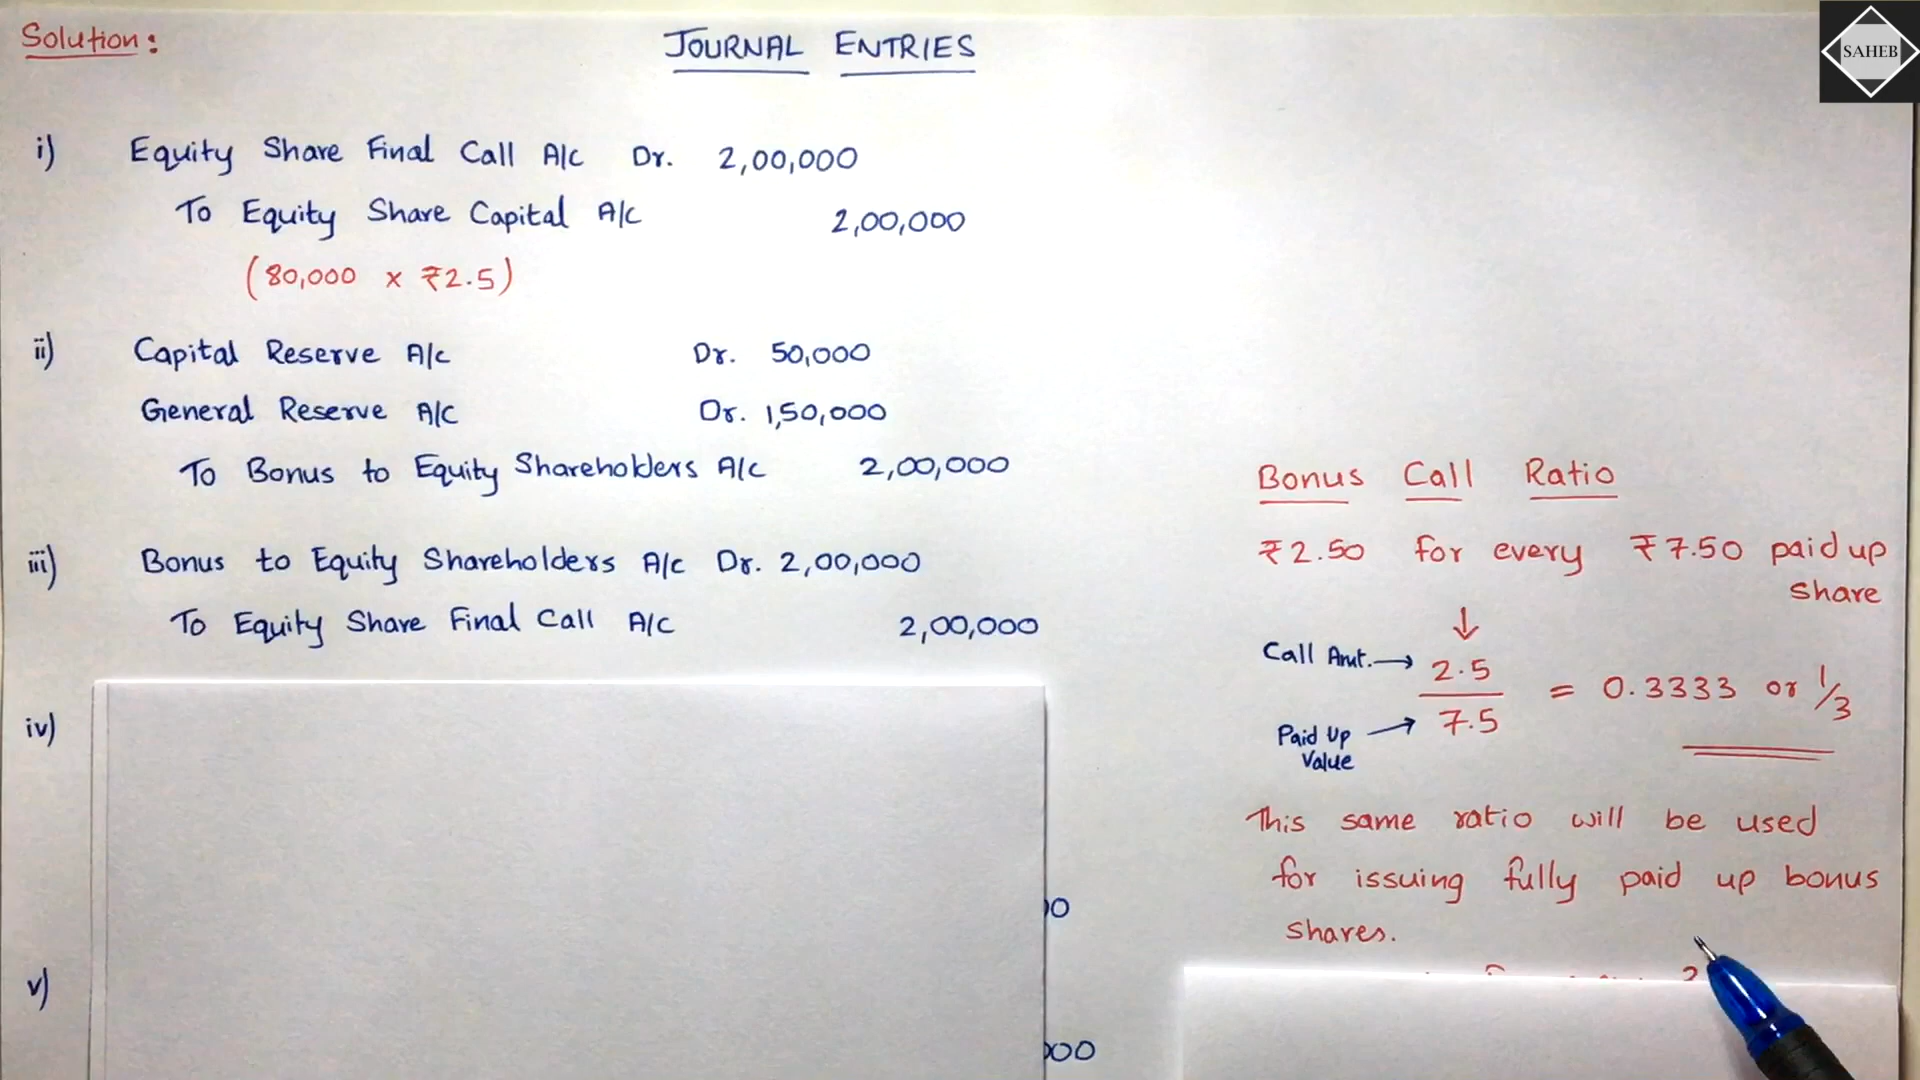 Solution:
JOURNAL ENTRIES
SAHEB
i) Equity Share Final Call A/c Dr. 2,00,000
To Equity Share Capital A/c 2,00,000
(80,000 x ₹2.5)
ii) Capital Reserve A/c Dr. 50,000
General Reserve A/c Dr. 1,50,000
To Bonus to Equity Shareholders A/c 2,00,000
iii) Bonus to Equity Shareholders A/c Dr. 2,00,000
To Equity Share Final Call A/c 2,00,000
iv)
v)
Bonus Call Ratio
₹2.50 for every ₹7.50 paid up
share
↓
Call Amt. → 2.5
= 0.3333 or 1/3
Paid Up → 7.5
Value
This same ratio will be used
for issuing fully paid up bonus
shares.